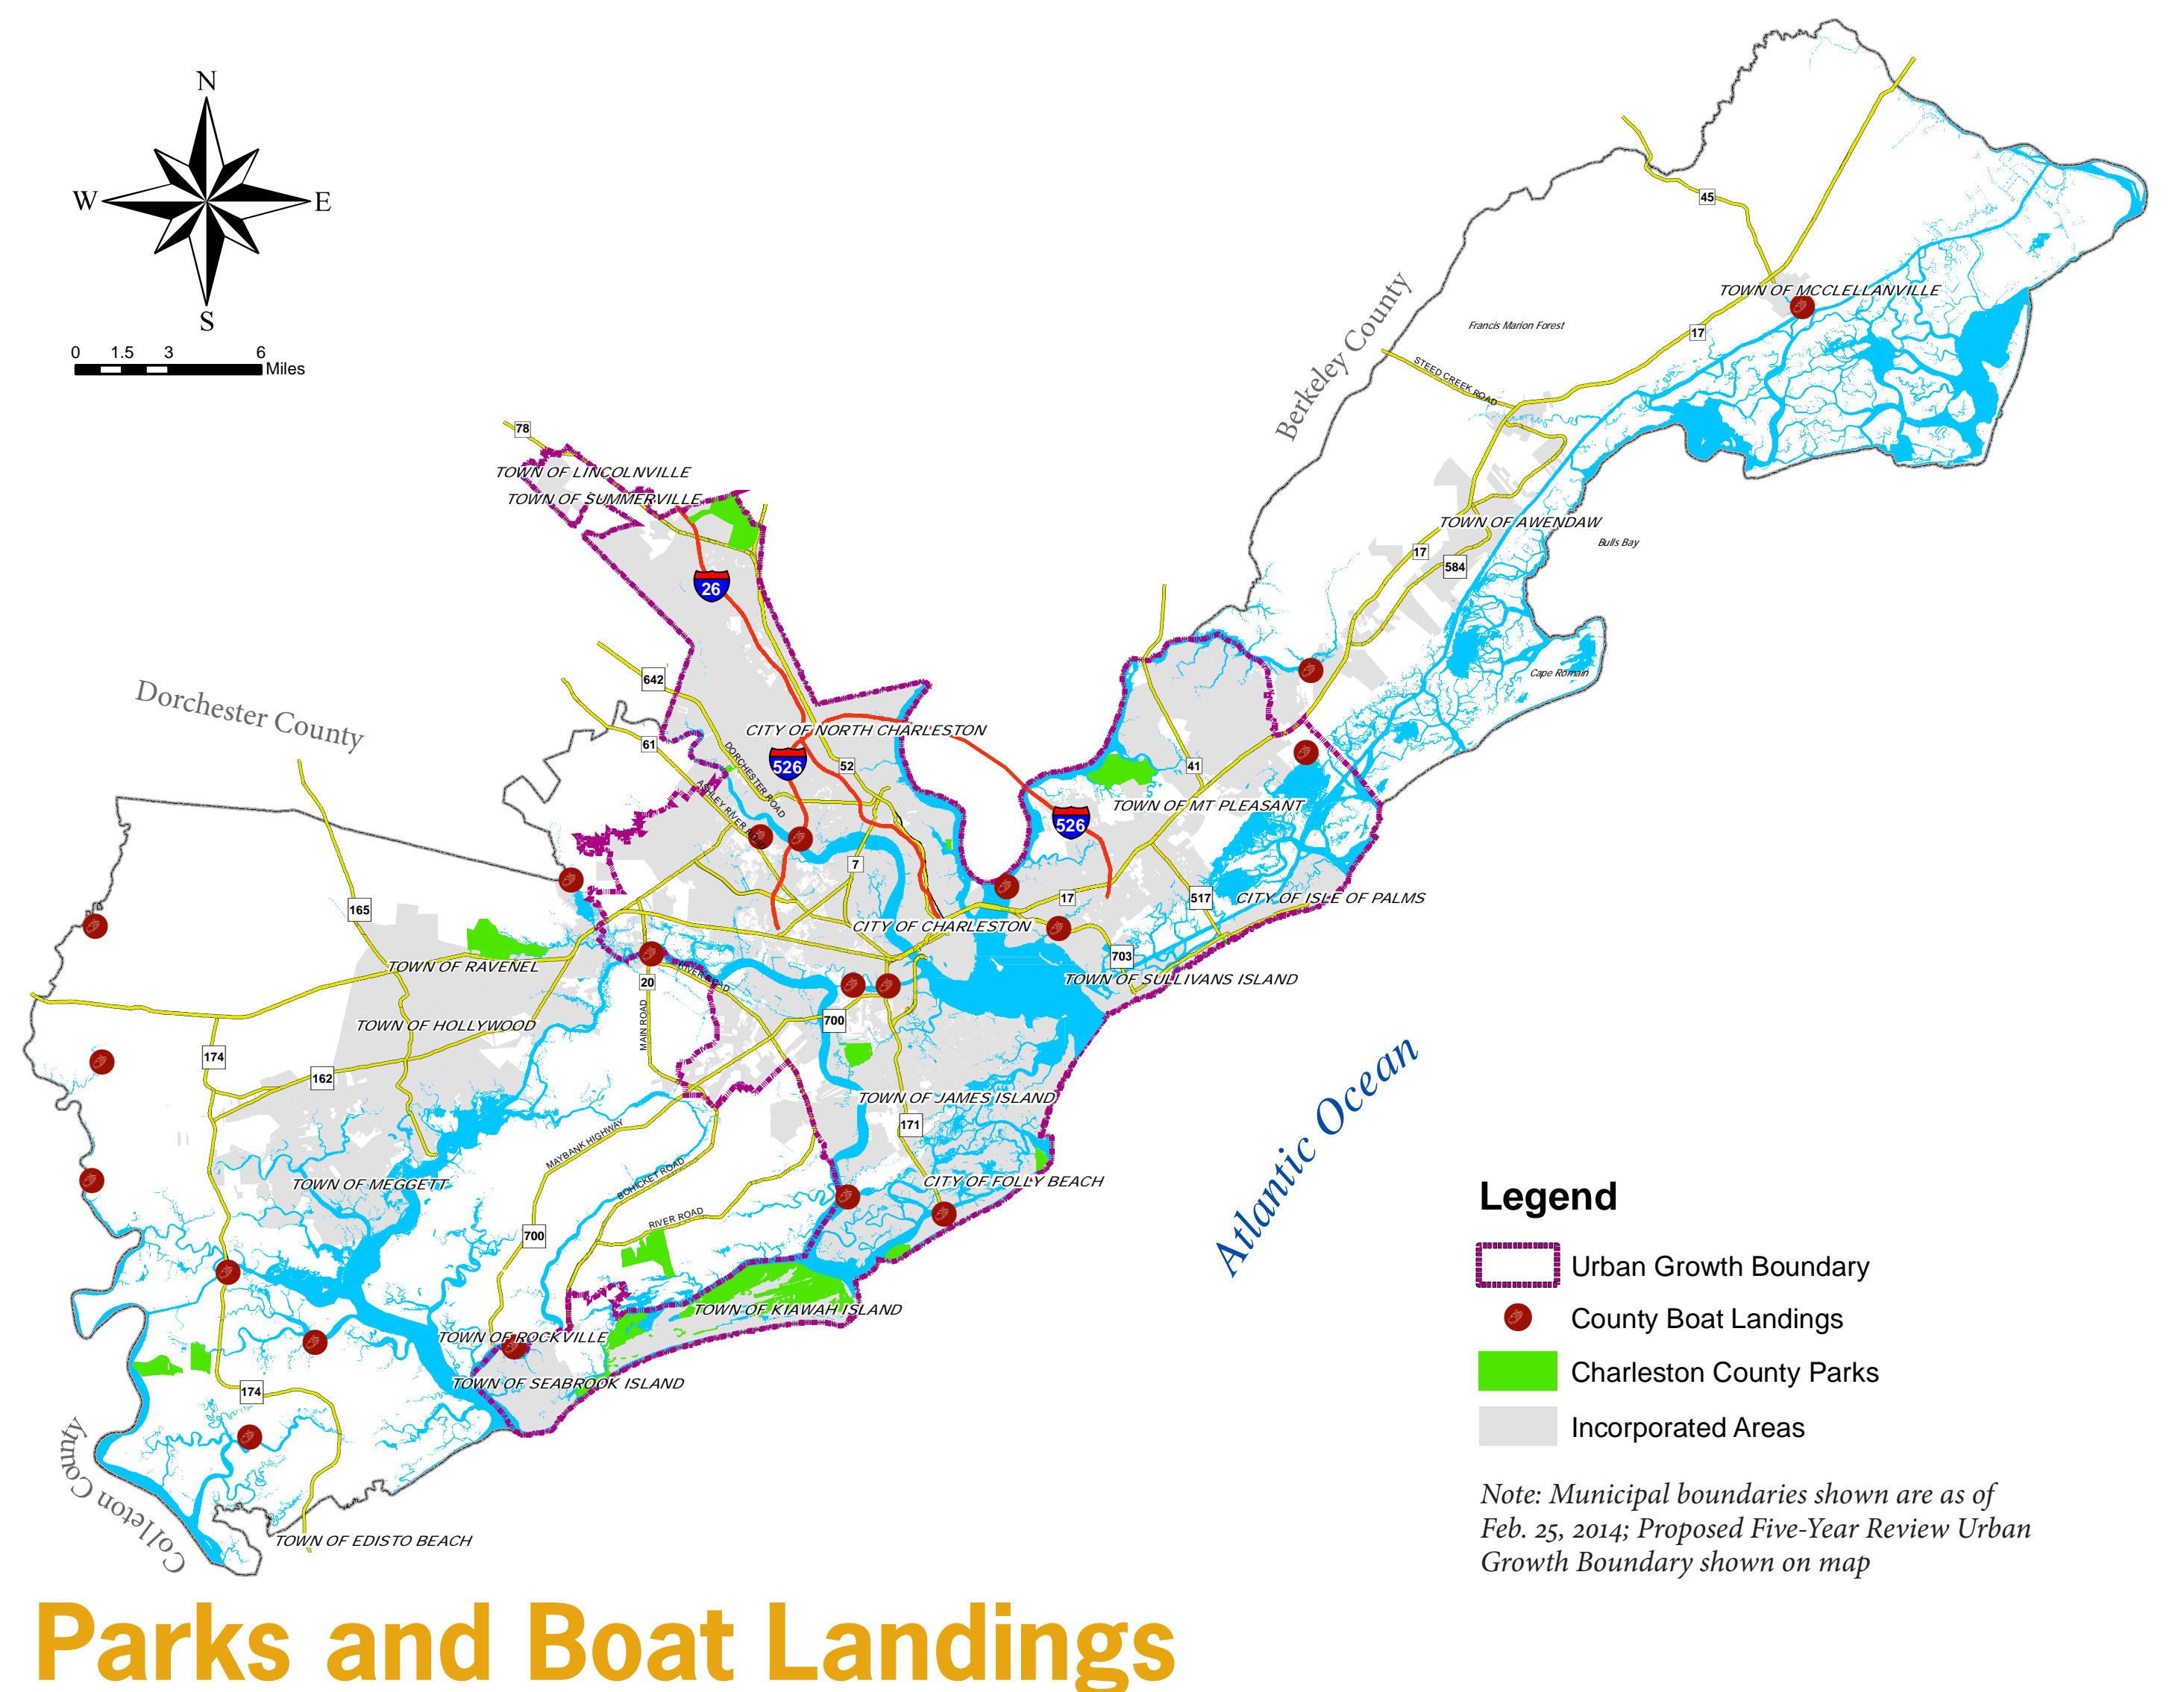 N
W
E
S
0 1.5 3 6
Miles
45
TOWN OF MCCLELLANVILLE
Francis Marion Forest
17
Berkeley County
STEED CREEK ROAD
78
TOWN OF LINCOLNVILLE
TOWN OF SUMMERVILLE
TOWN OF AWENDAW
Bulls Bay
17
584
26
642
Cape Romain
Dorchester County
61
CITY OF NORTH CHARLESTON
DORCHESTER ROAD
526
52
41
ASHLEY RIVER ROAD
TOWN OF MT PLEASANT
526
7
165
17
517
CITY OF ISLE OF PALMS
CITY OF CHARLESTON
703
TOWN OF RAVENEL
RIVER ROAD
20
TOWN OF SULLIVANS ISLAND
MAIN ROAD
700
TOWN OF HOLLYWOOD
174
162
TOWN OF JAMES ISLAND
171
Atlantic Ocean
MAYBANK HIGHWAY
BOHICKET ROAD
TOWN OF MEGGETT
CITY OF FOLLY BEACH
RIVER ROAD
700
TOWN OF KIAWAH ISLAND
TOWN OF ROCKVILLE
TOWN OF SEABROOK ISLAND
174
Colleton County
TOWN OF EDISTO BEACH
Legend
Urban Growth Boundary
County Boat Landings
Charleston County Parks
Incorporated Areas
Note: Municipal boundaries shown are as of
Feb. 25, 2014; Proposed Five-Year Review Urban
Growth Boundary shown on map
Parks and Boat Landings